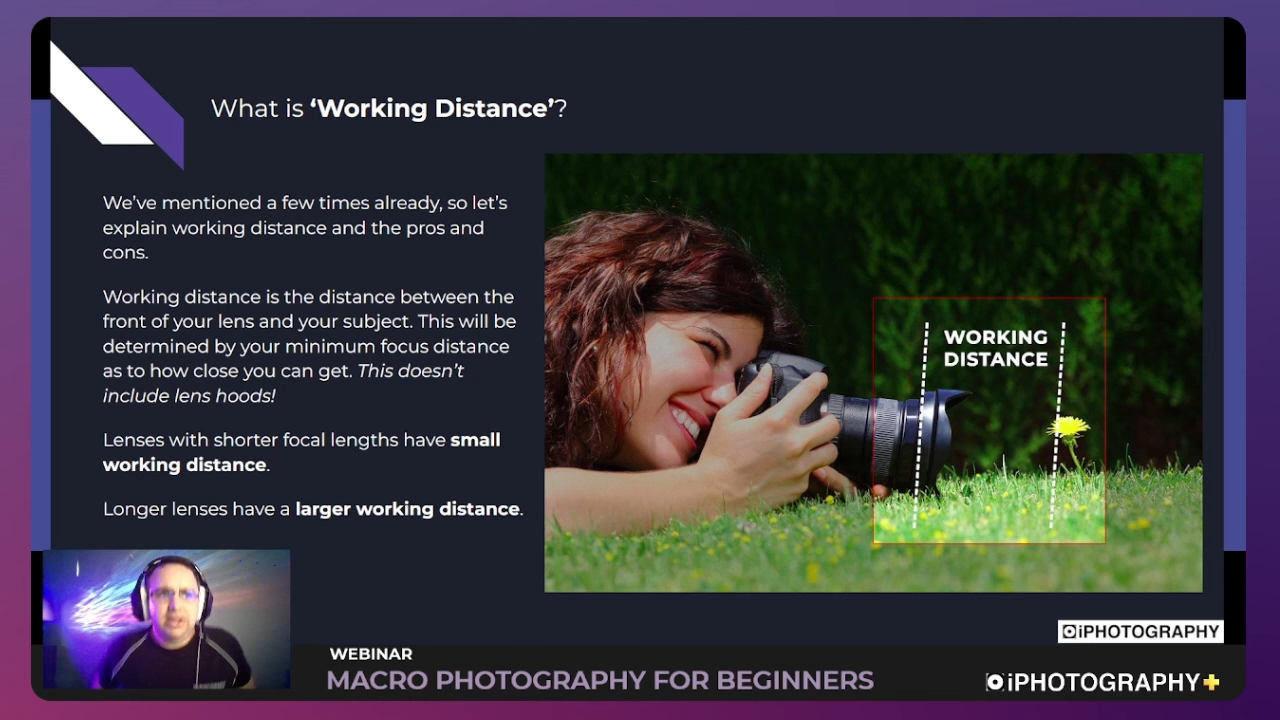 What is ‘Working Distance’?
We’ve mentioned a few times already, so let’s
explain working distance and the pros and
cons.
Working distance is the distance between the
front of your lens and your subject. This will be
determined by your minimum focus distance
as to how close you can get. This doesn’t
include lens hoods!
Lenses with shorter focal lengths have small
working distance.
Longer lenses have a larger working distance.
WORKING
DISTANCE
iPHOTOGRAPHY
WEBINAR
MACRO PHOTOGRAPHY FOR BEGINNERS
iPHOTOGRAPHY+